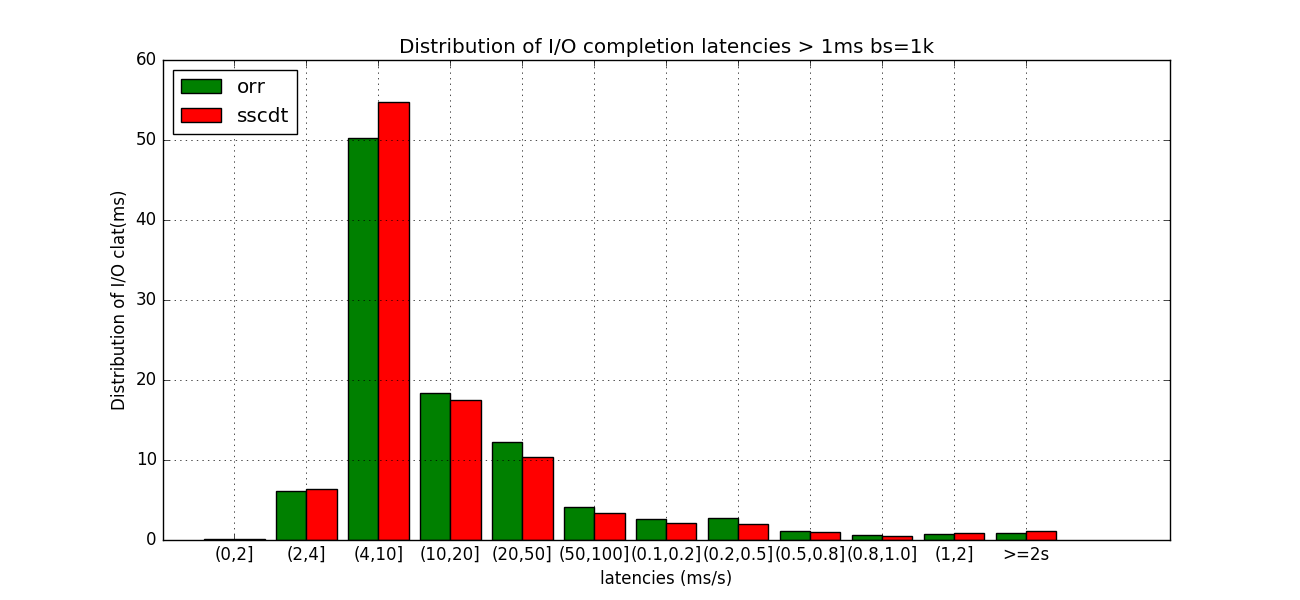 Distribution of I/O completion latencies > 1ms bs=1k
60
50
40
30
20
10
0
Distribution of I/O clat(ms)
orr
sscdt
(0,2] (2,4] (4,10] (10,20] (20,50] (50,100] (0.1,0.2] (0.2,0.5] (0.5,0.8] (0.8,1.0] (1,2] >=2s
latencies (ms/s)